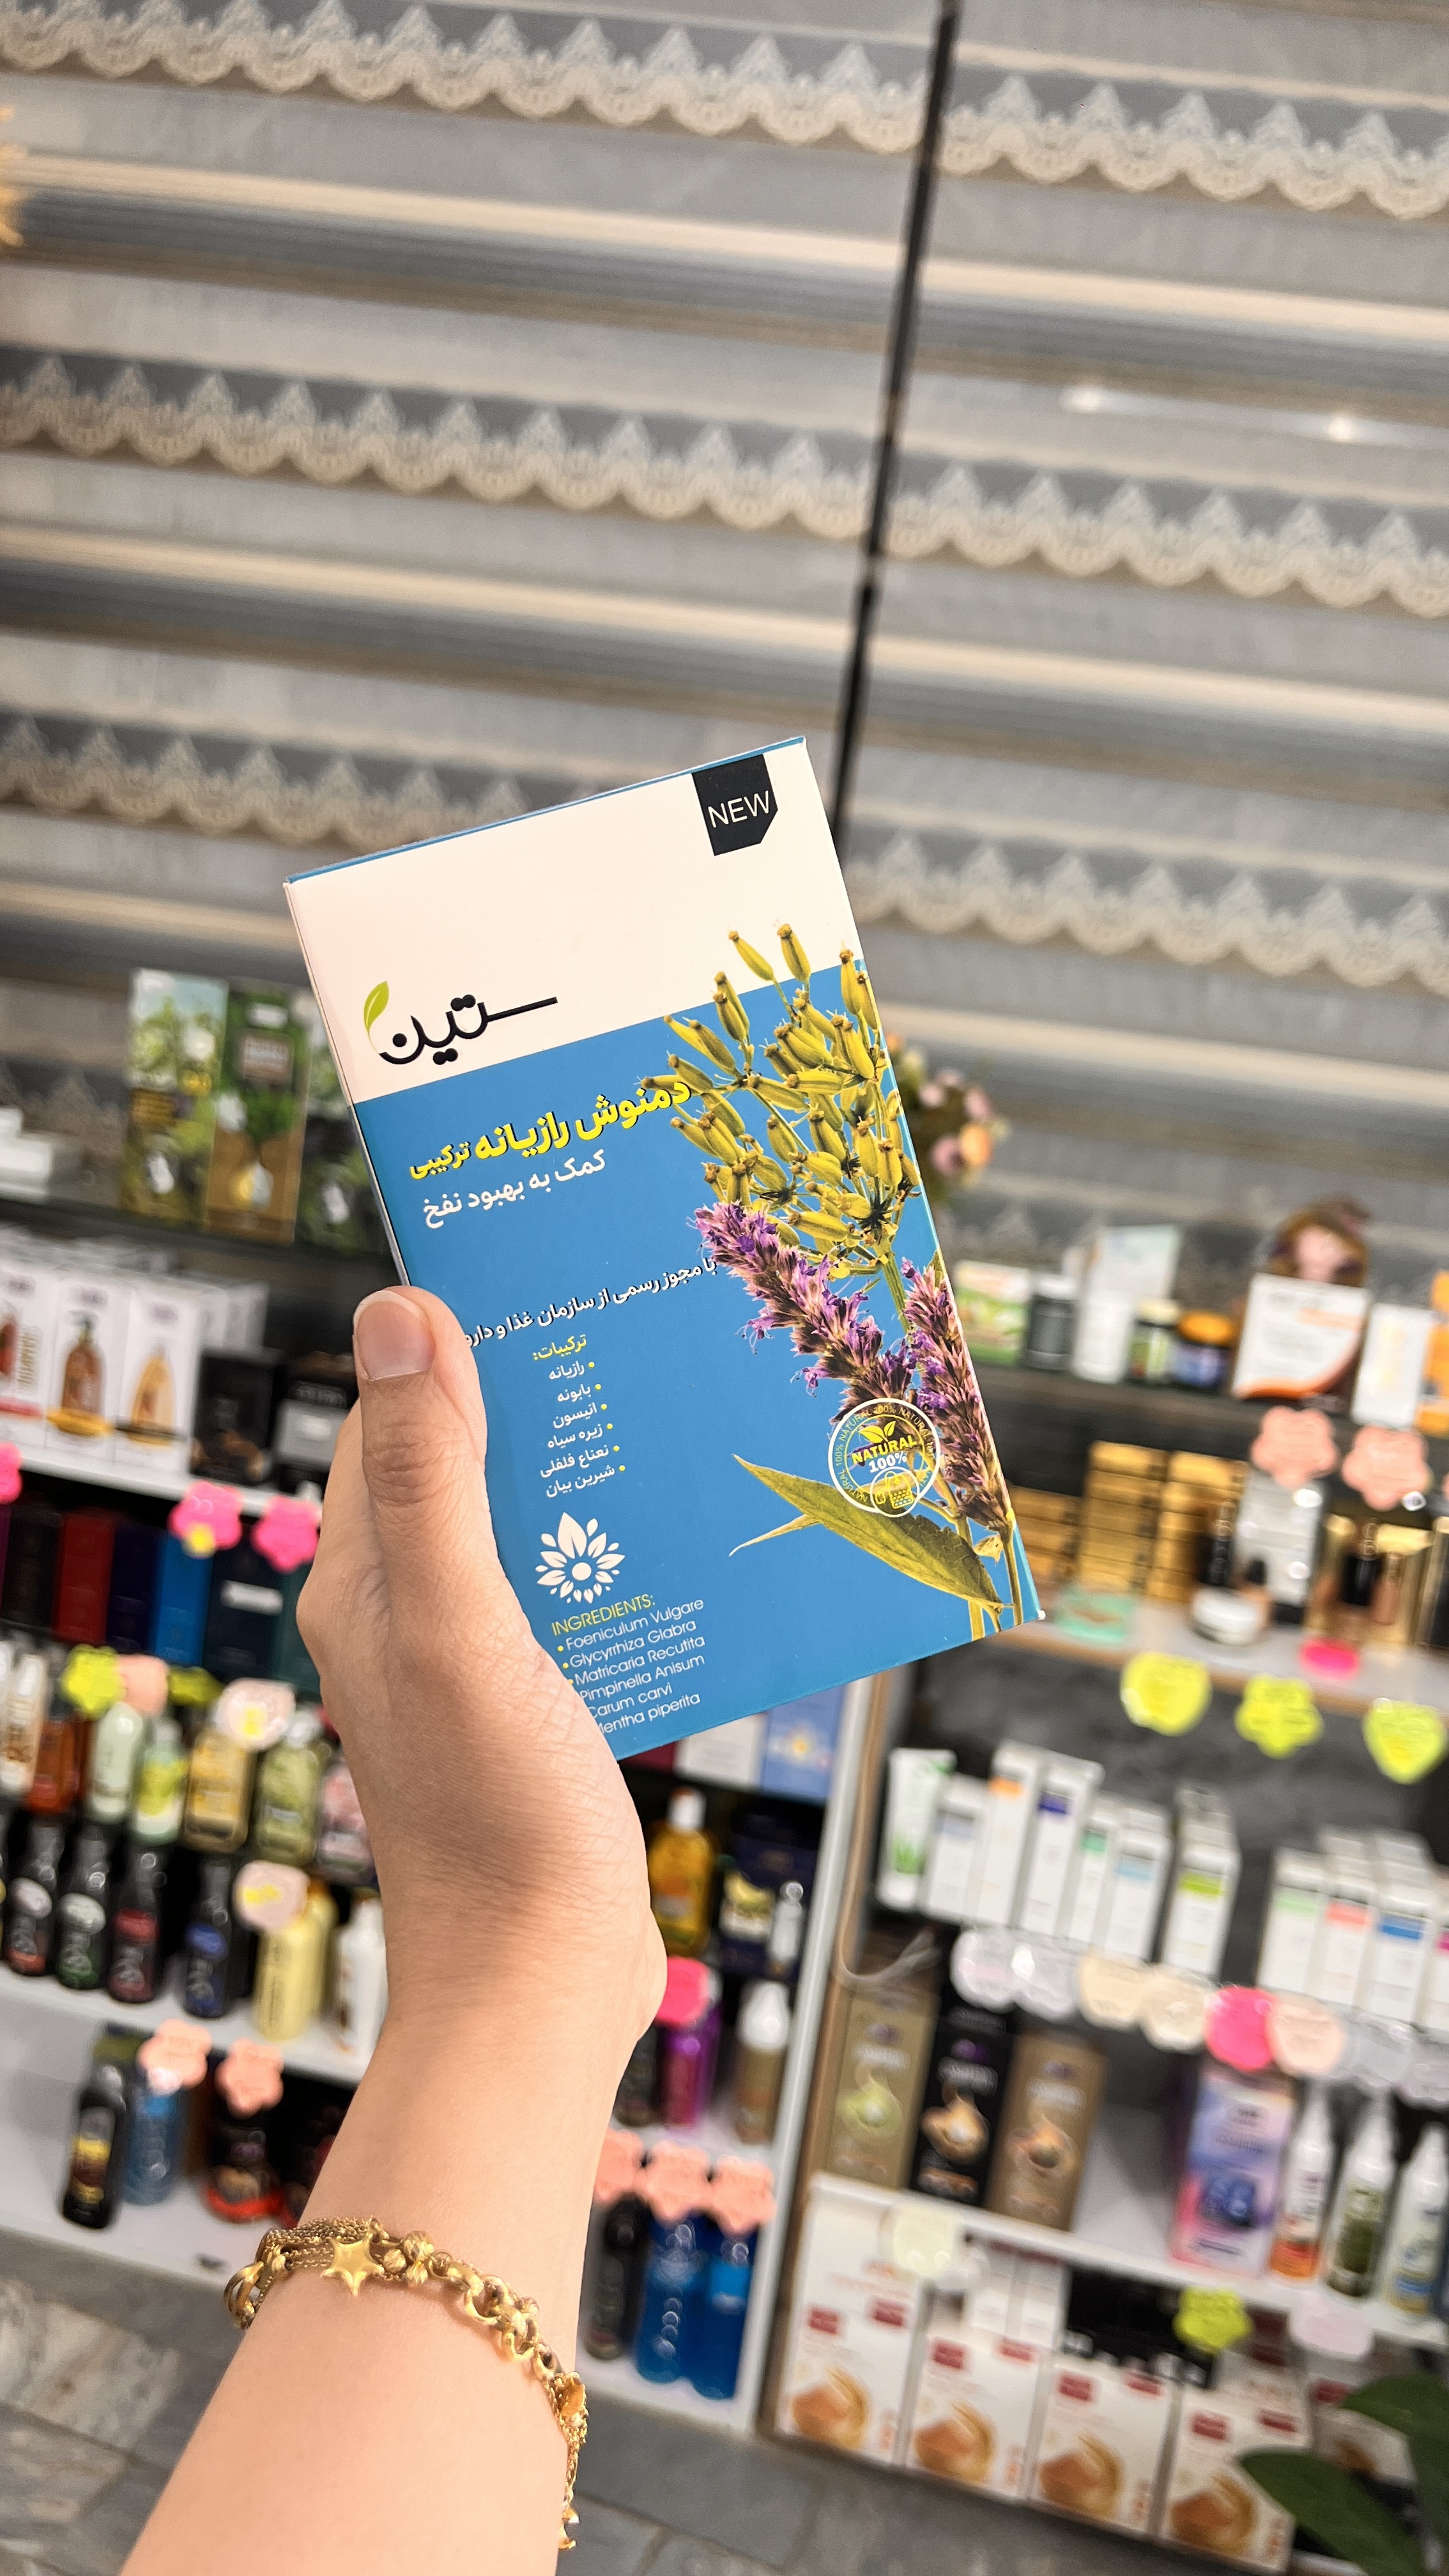 NEW
ستین
دمنوش رازیانه ترکیبی
کمک به بهبود نفخ
با مجوز رسمی از سازمان غذا و دارو
ترکیبات:
• رازیانه
• بابونه
• انیسون
• زیره سیاه
• نعناع فلفلی
• شیرین بیان
NATURAL
100%
INGREDIENTS:
• Foeniculum Vulgare
• Glycyrrhiza Glabra
• Matricaria Recutita
Pimpinella Anisum
Carum carvi
Mentha piperita